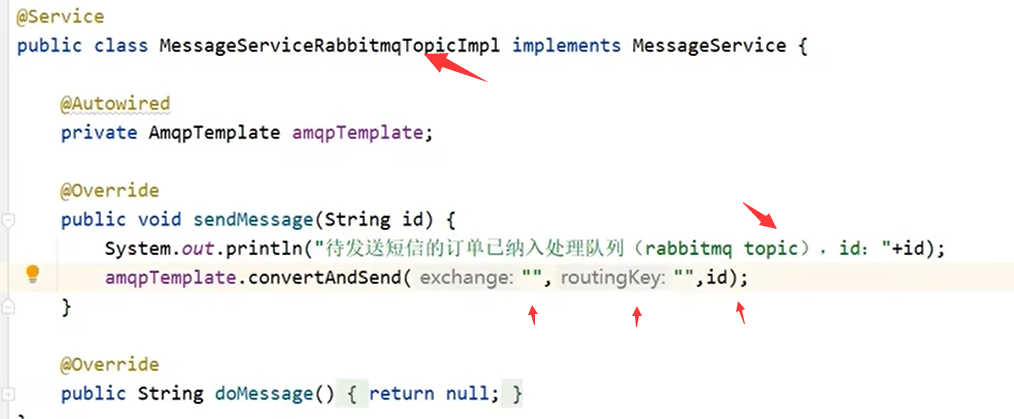 @Service
public class MessageServiceRabbitmqTopicImpl implements MessageService {
@Autowired
private AmqpTemplate amqpTemplate;
@Override
public void sendMessage(String id) {
System.out.println("待发送短信的订单已纳入处理队列（rabbitmq topic），id："+id);
amqpTemplate.convertAndSend( exchange: "", routingKey: "",id);
}
@Override
public String doMessage() { return null; }